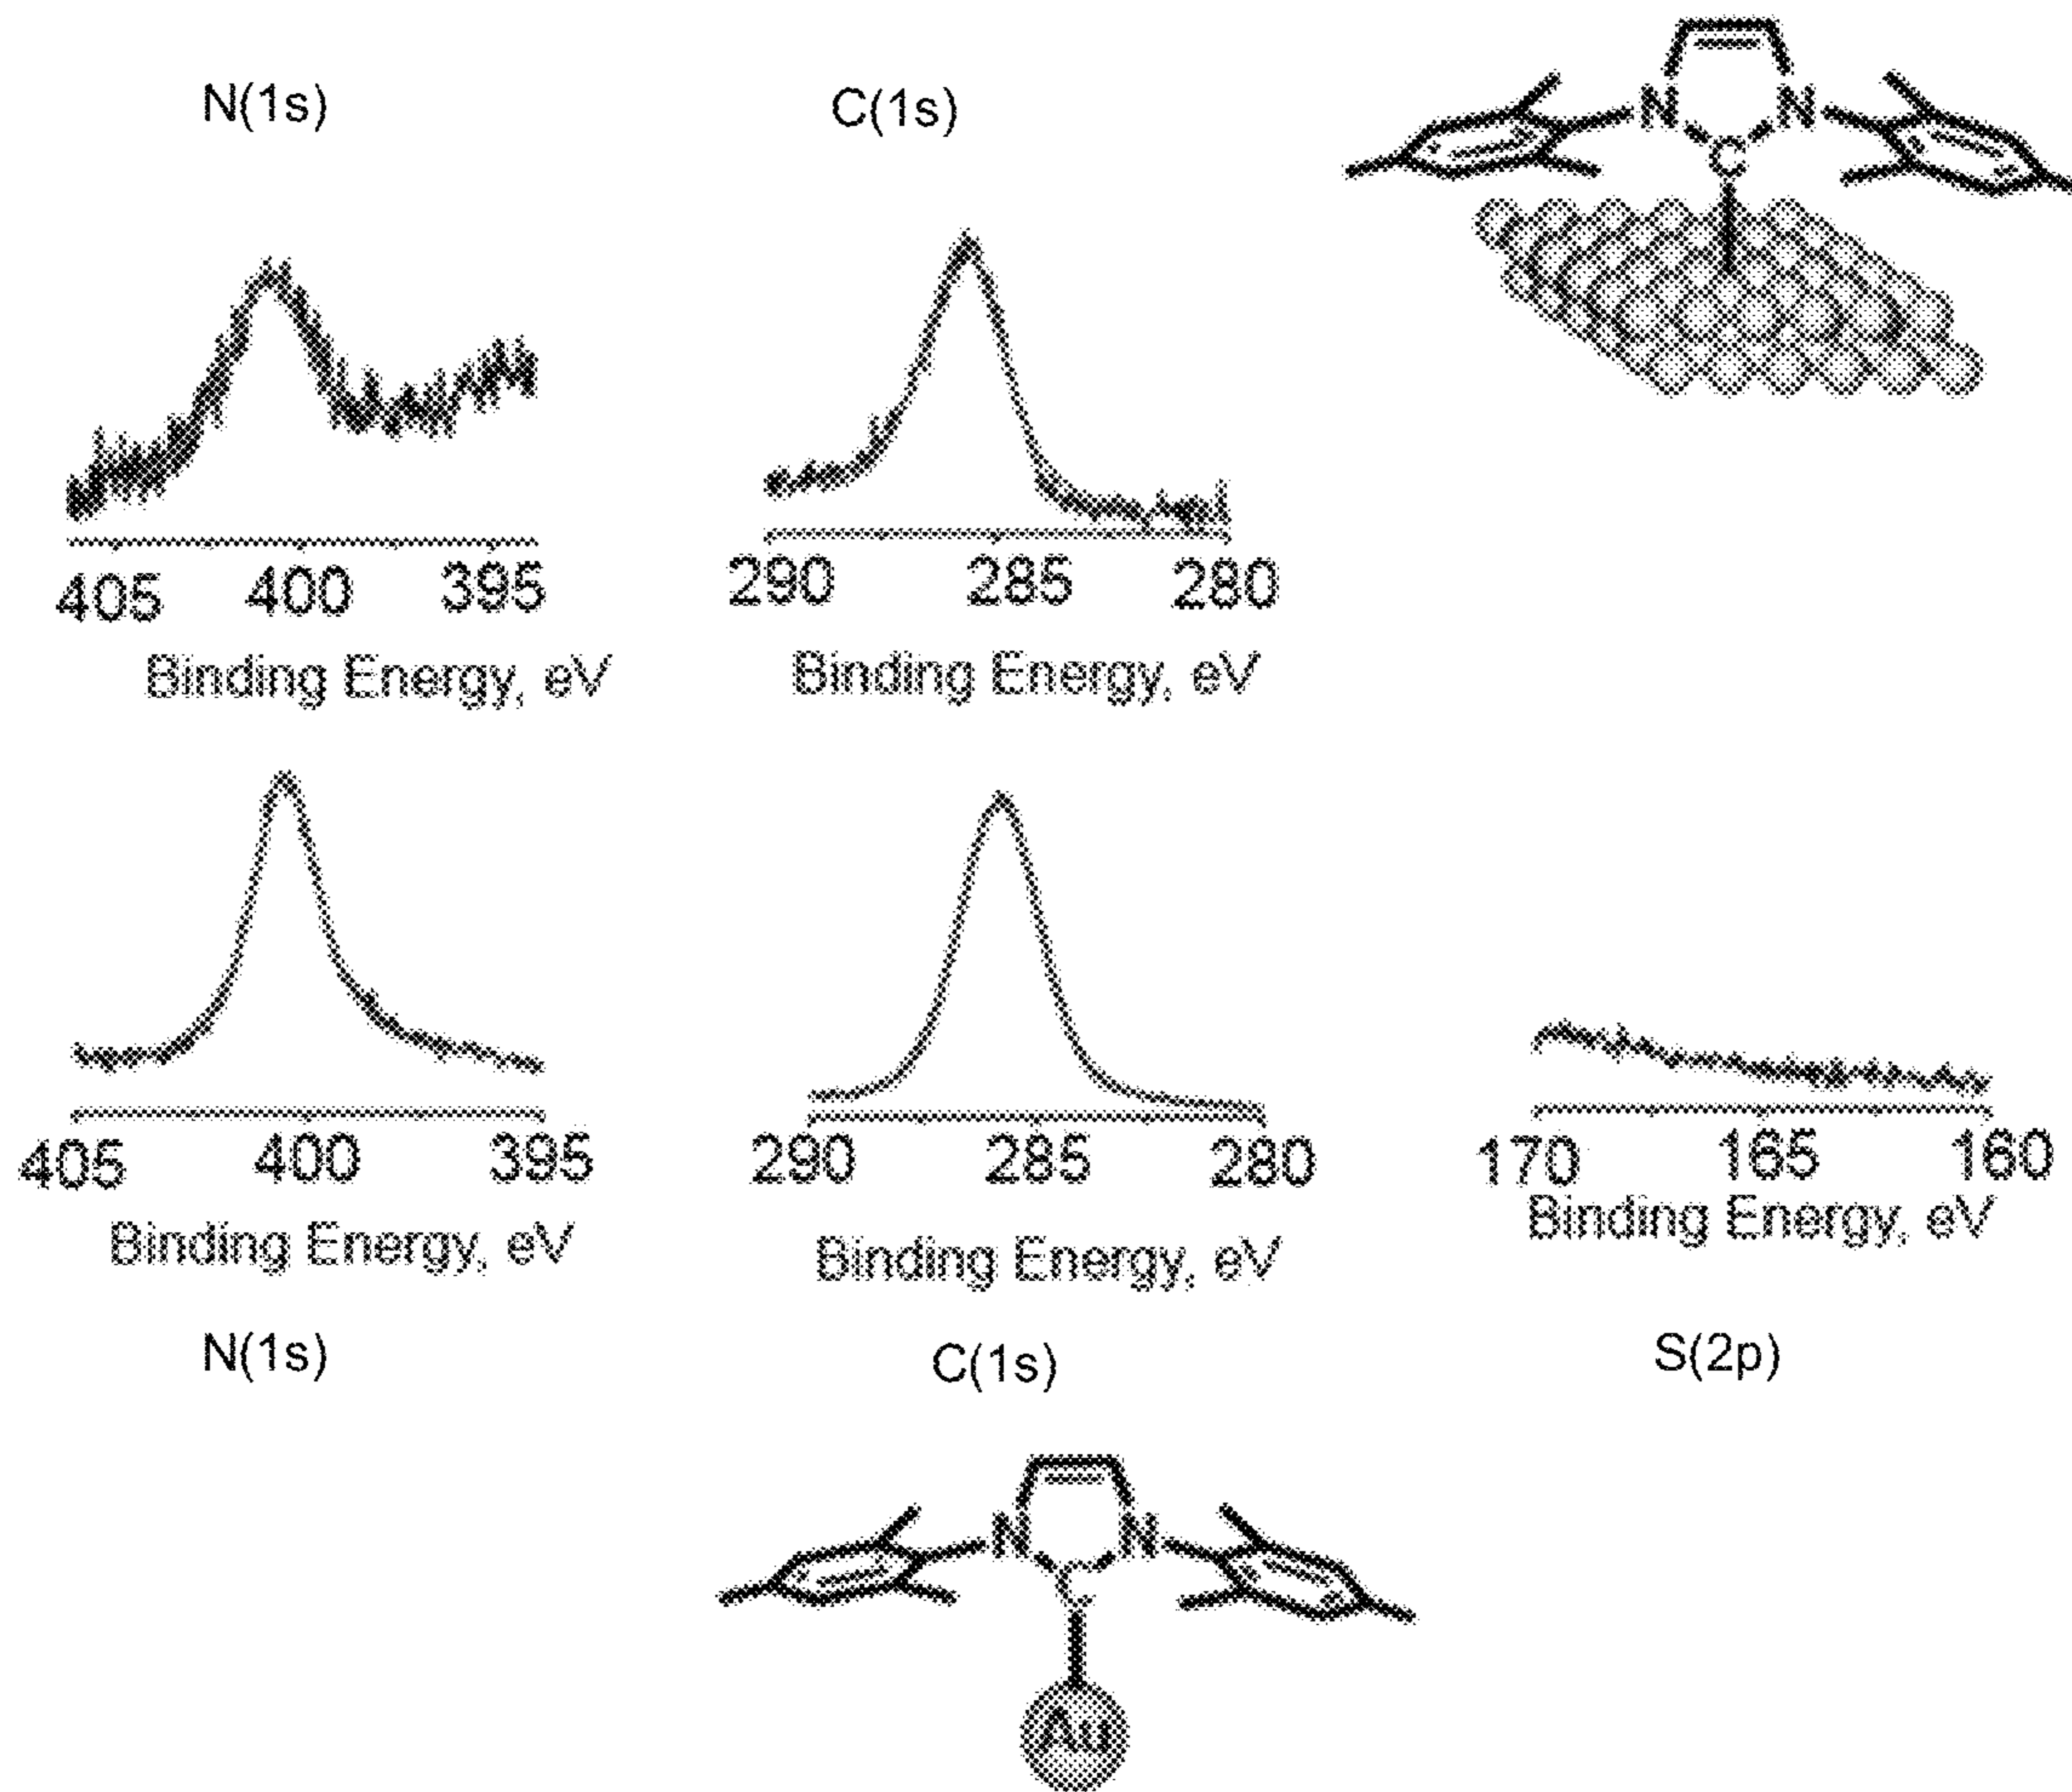 N(1s)
C(1s)
N N
C
405 400 395
290 285 280
Binding Energy, eV
Binding Energy, eV
405 400 395
290 285 280
170 165 160
Binding Energy, eV
Binding Energy, eV
Binding Energy, eV
N(1s)
C(1s)
S(2p)
N N
C
Au